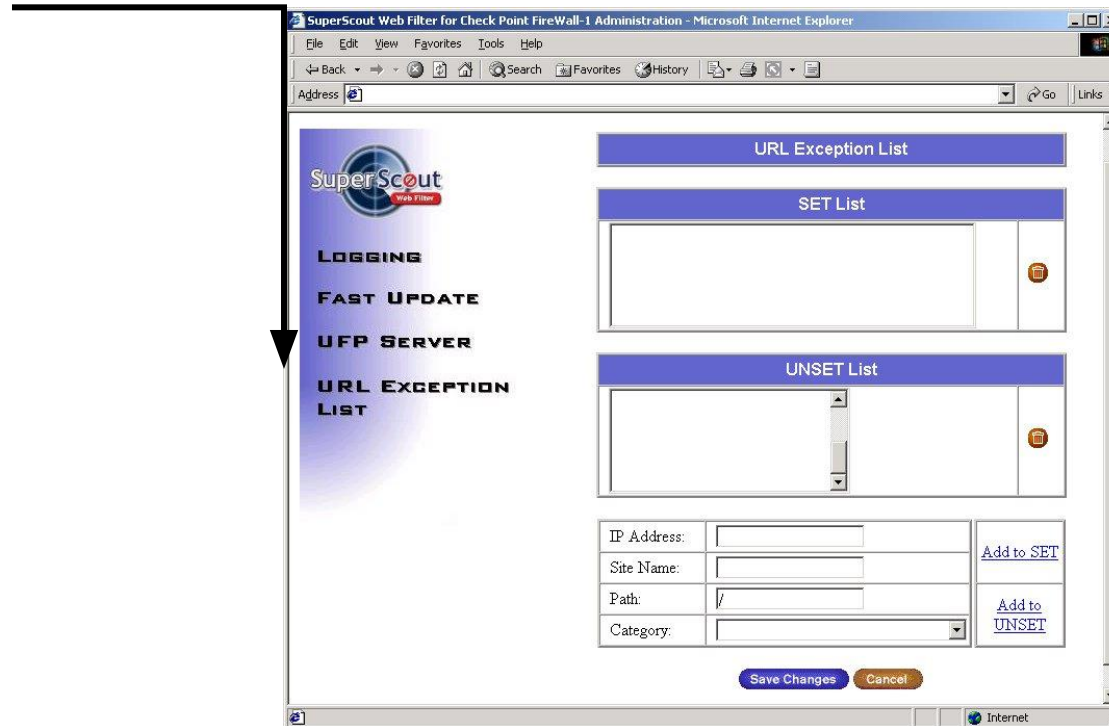 SuperScout Web Filter for Check Point FireWall-1 Administration - Microsoft Internet Explorer
File Edit View Favorites Tools Help
Back Search Favorites History
Address Go Links
SuperScout
Web Filter
LOGGING
FAST UPDATE
UFP SERVER
URL EXCEPTION
LIST
URL Exception List
SET List
UNSET List
IP Address:
Site Name:
Path: /
Category:
Add to SET
Add to
UNSET
Save Changes Cancel
Internet